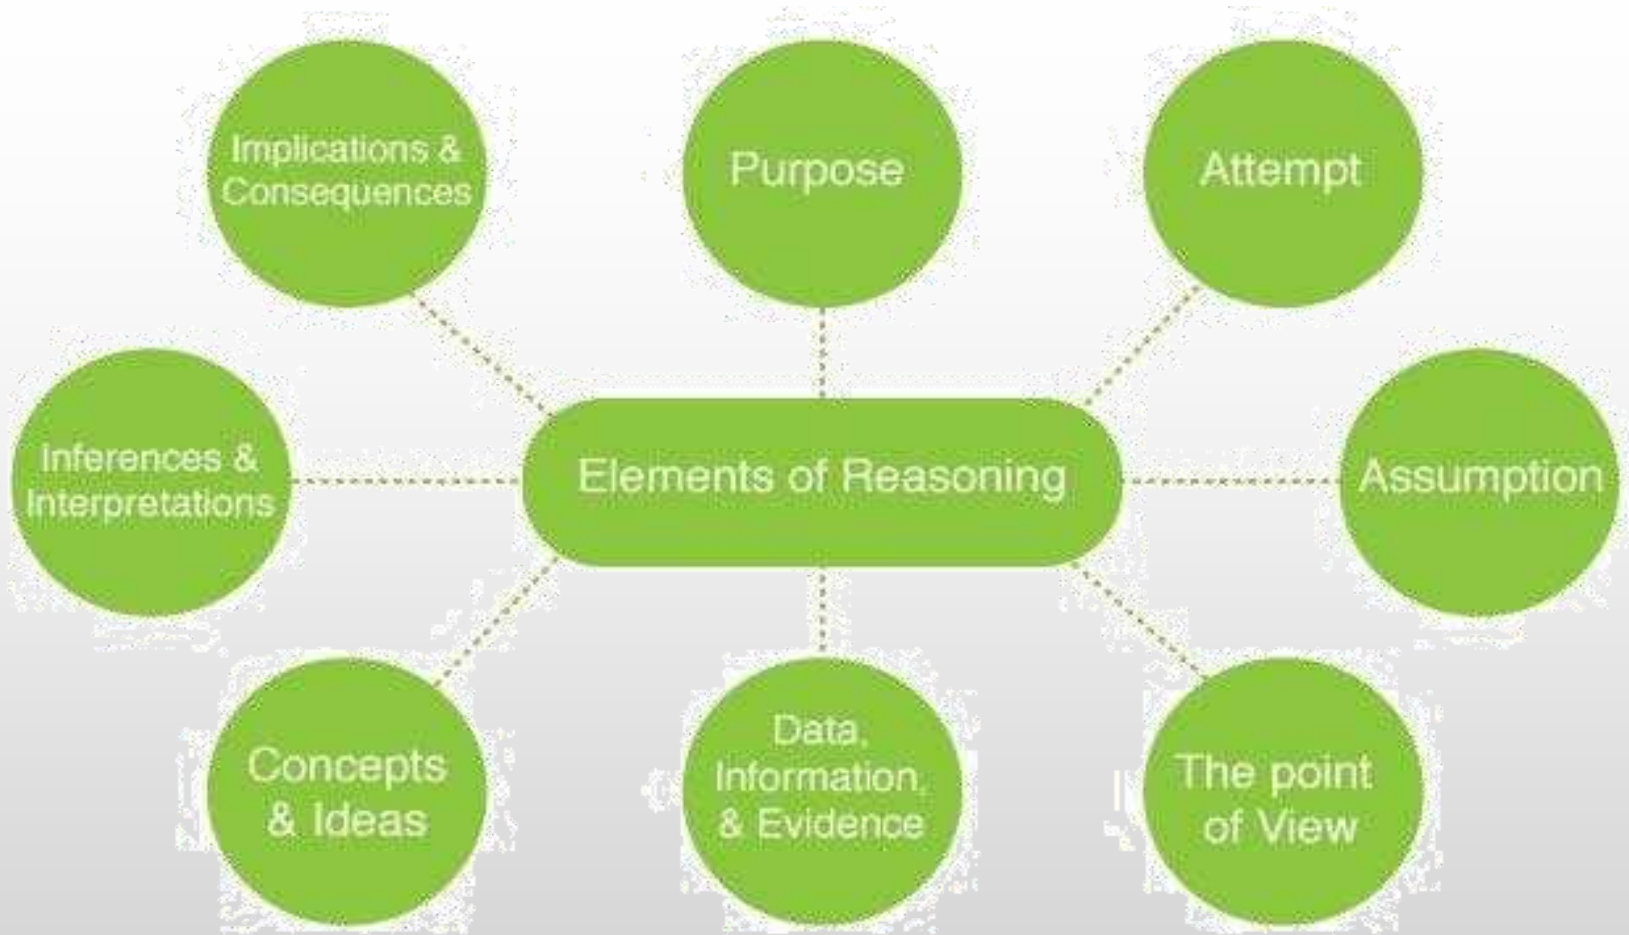 Implications &
Consequences
Purpose
Attempt
Inferences &
Interpretations
Elements of Reasoning
Assumption
Concepts
& Ideas
Data,
Information,
& Evidence
The point
of View